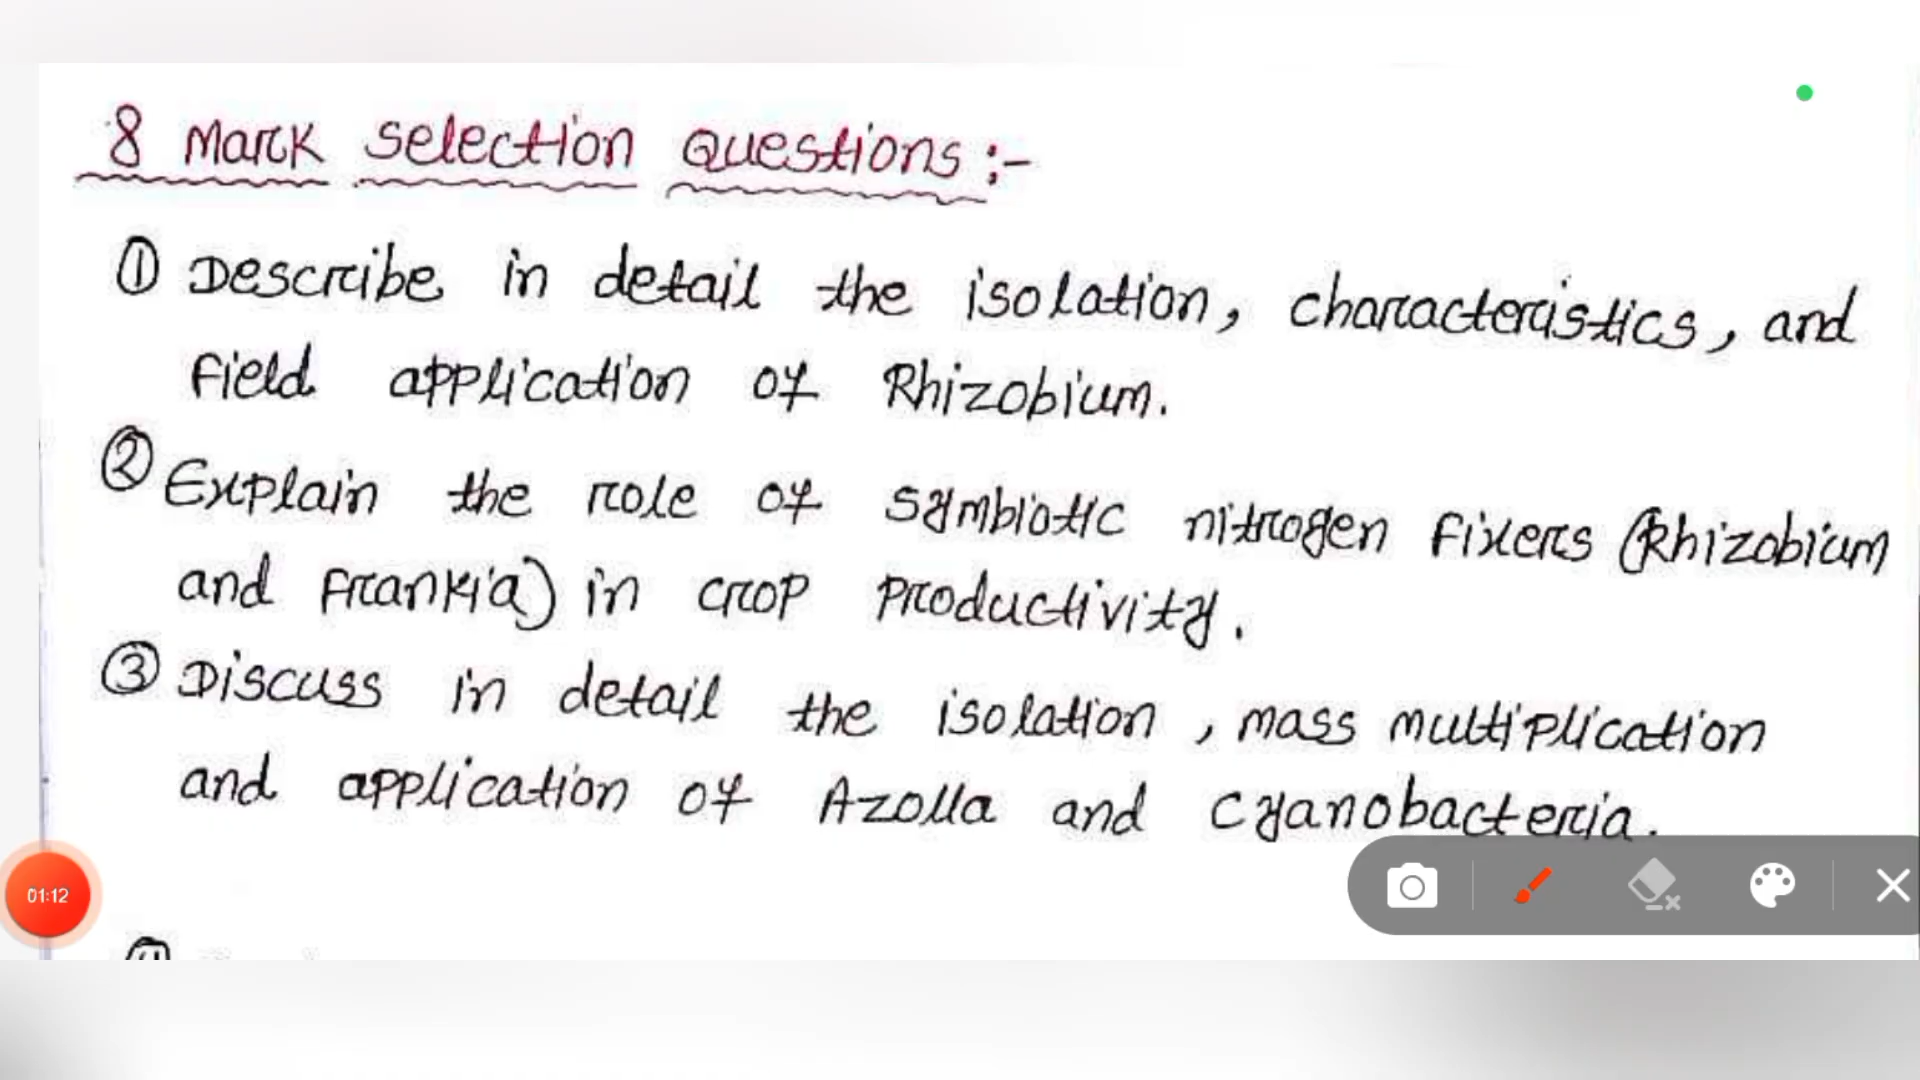 8 Mark Selection Questions :-
① Describe in detail the isolation, characteristics, and
Field application of Rhizobium.
② Explain the role of symbiotic nitrogen fixers (Rhizobium
and Frankia) in crop productivity.
③ Discuss in detail the isolation, mass multiplication
and application of Azolla and Cyanobacteria.
01:12